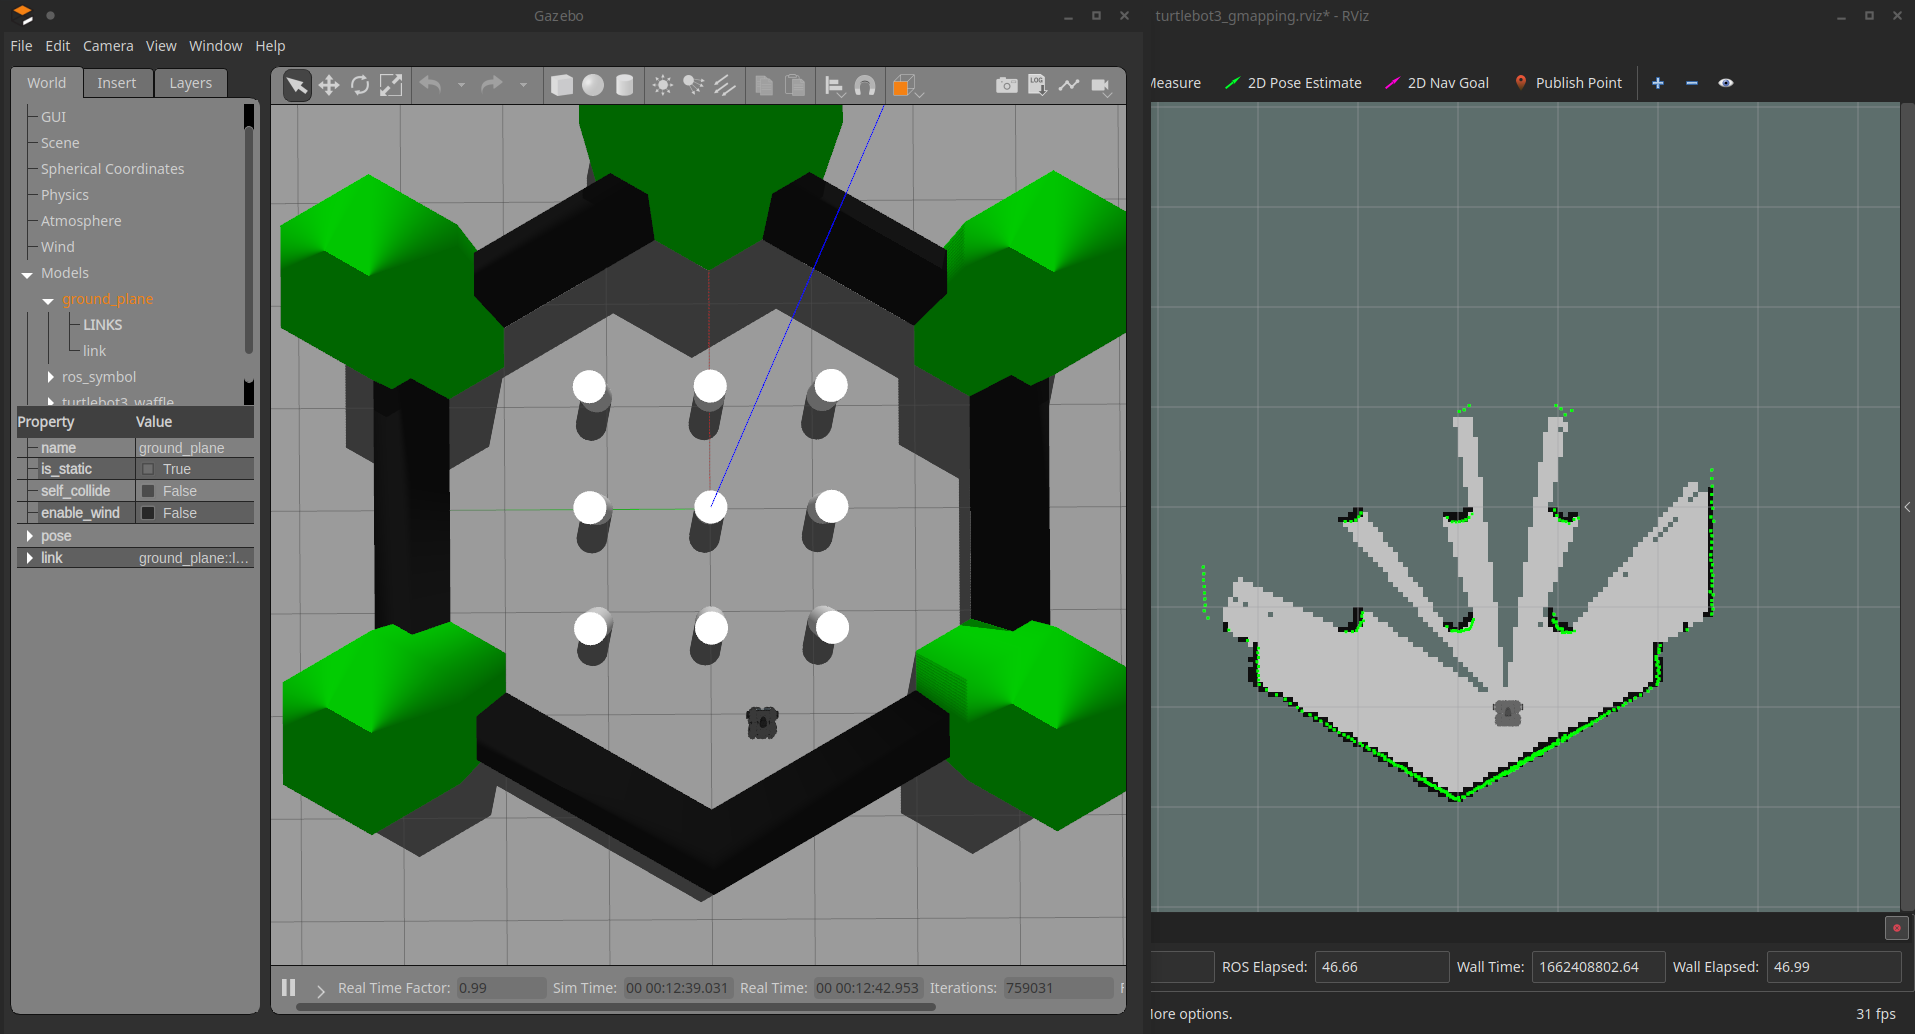 Gazebo
turtlebot3_gmapping.rviz* - RViz
File Edit Camera View Window Help
World Insert Layers
LOG
Measure 2D Pose Estimate 2D Nav Goal Publish Point
GUI
Scene
Spherical Coordinates
Physics
Atmosphere
Wind
Models
ground_plane
LINKS
link
ros_symbol
turtlebot3_waffle
Property Value
name ground_plane
is_static True
self_collide False
enable_wind False
pose
link ground_plane::l...
Real Time Factor: 0.99 Sim Time: 00 00:12:39.031 Real Time: 00 00:12:42.953 Iterations: 759031 F
ROS Elapsed: 46.66 Wall Time: 1662408802.64 Wall Elapsed: 46.99
More options. 31 fps